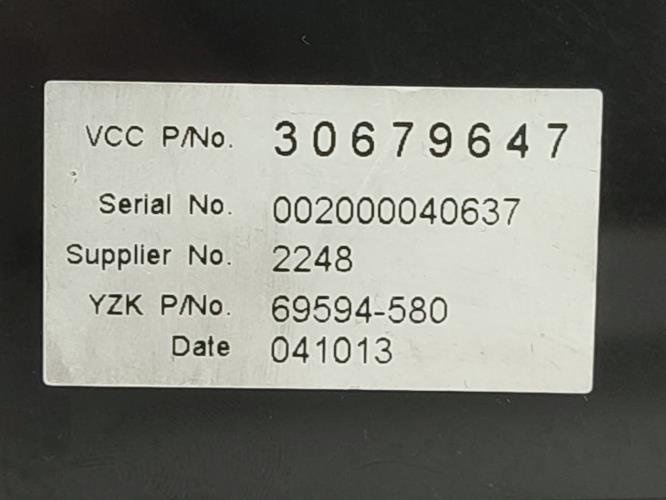 VCC P/No. 30679647
Serial No. 002000040637
Supplier No. 2248
YZK P/No. 69594-580
Date 041013